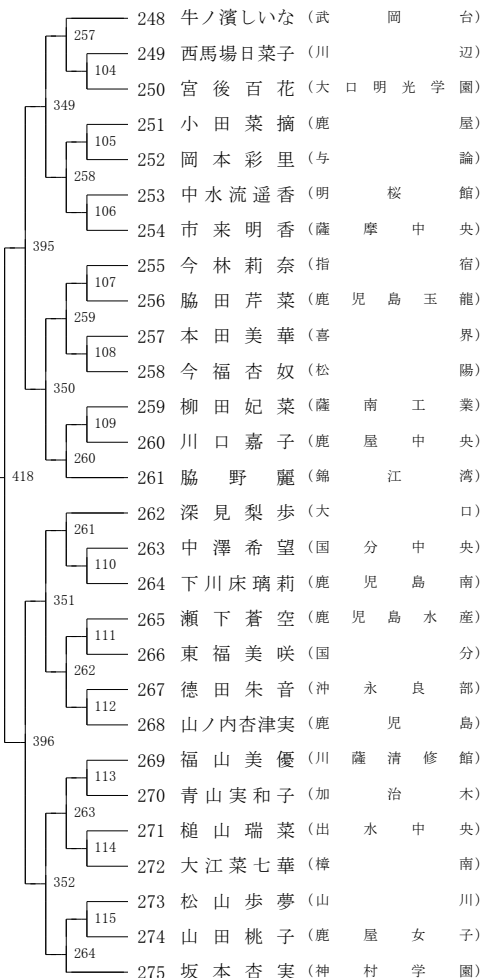 248 牛ノ濱しいな (武岡台)
257
249 西馬場日菜子 (川辺)
104
250 宮後百花 (大口明光学園)
349
251 小田菜摘 (鹿屋)
105
252 岡本彩里 (与論)
258
253 中水流遥香 (明桜館)
106
254 市来明香 (薩摩中央)
395
255 今林莉奈 (指宿)
107
256 脇田芹菜 (鹿児島玉龍)
259
257 本田美華 (喜界)
108
258 今福杏奴 (松陽)
350
259 柳田妃菜 (薩南工業)
109
260 川口嘉子 (鹿屋中央)
260
261 脇野麗 (錦江湾)
418
262 深見梨歩 (大口)
261
263 中澤希望 (国分中央)
110
264 下川床璃莉 (鹿児島南)
351
265 瀬下蒼空 (鹿児島水産)
111
266 東福美咲 (国分)
262
267 德田朱音 (沖永良部)
112
268 山ノ内杏津実 (鹿児島)
396
269 福山美優 (川薩清修館)
113
270 青山実和子 (加治木)
263
271 槌山瑞菜 (出水中央)
114
272 大江菜七華 (樟南)
352
273 松山歩夢 (山川)
115
274 山田桃子 (鹿屋女子)
264
275 坂本杏実 (神村学園)